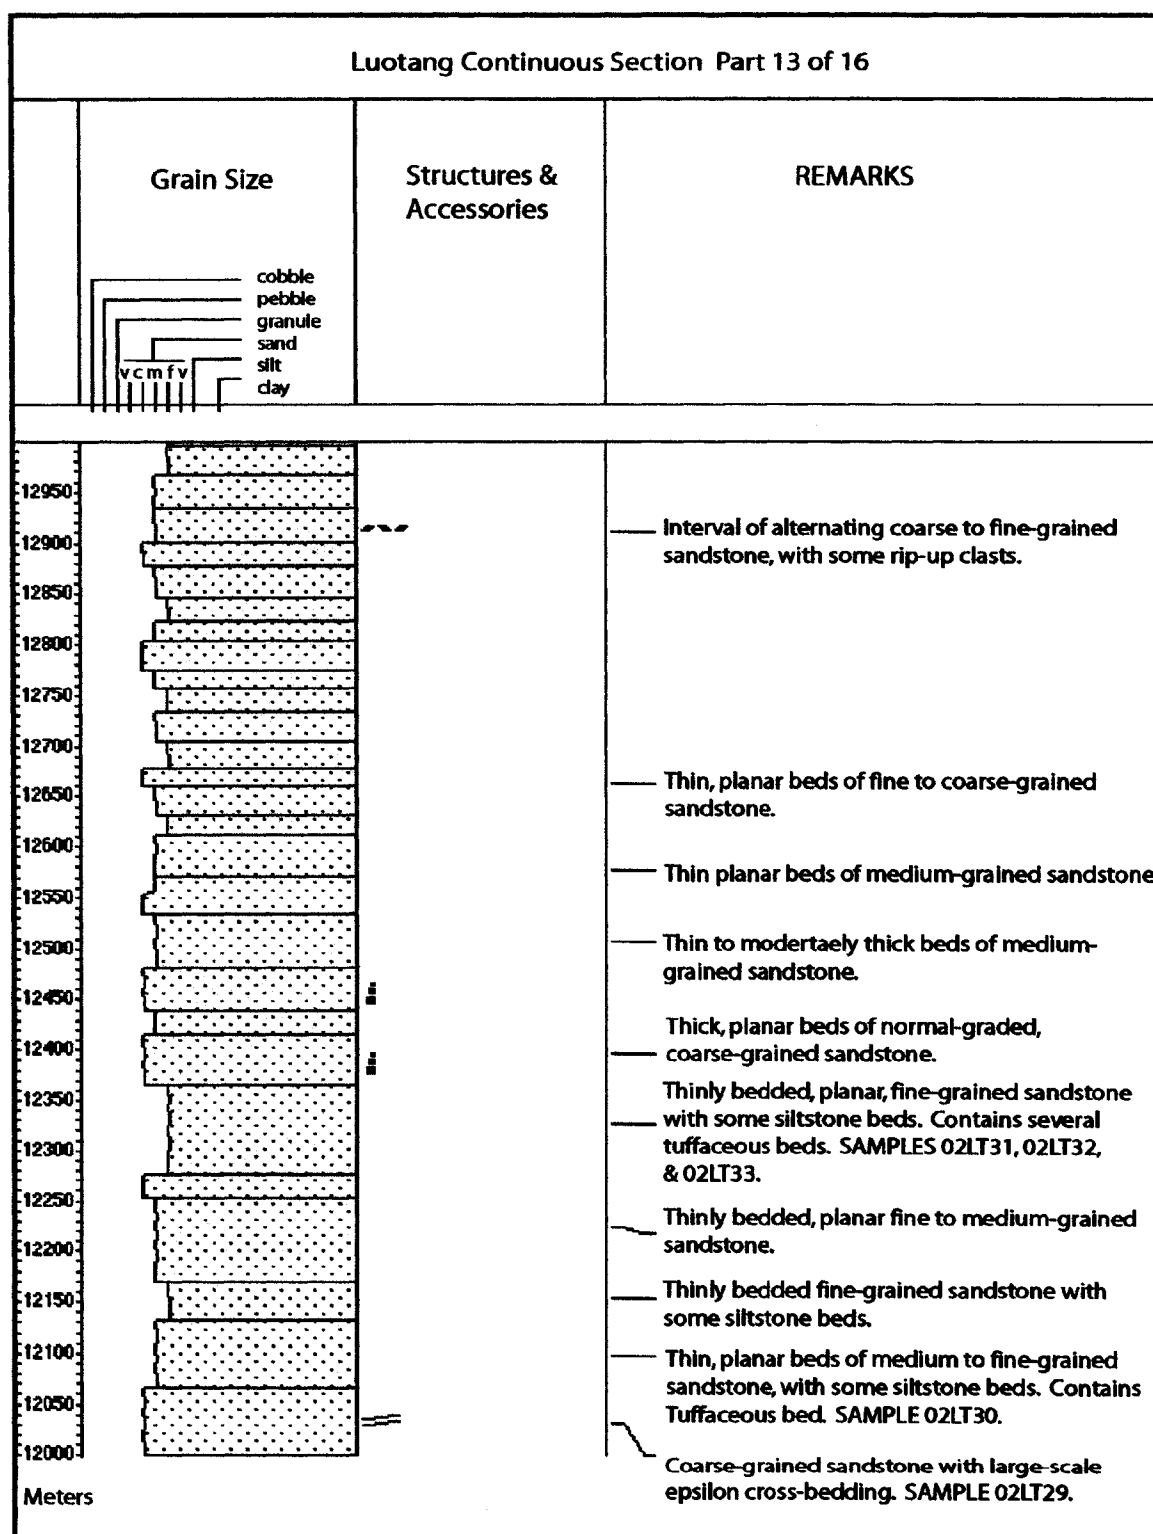 Luotang Continuous Section Part 13 of 16
Grain Size
Structures &
Accessories
REMARKS
cobble
pebble
granule
sand
v c m f v
silt
clay
12950
12900
12850
12800
12750
12700
12650
12600
12550
12500
12450
12400
12350
12300
12250
12200
12150
12100
12050
12000
Meters
Interval of alternating coarse to fine-grained
sandstone, with some rip-up clasts.
Thin, planar beds of fine to coarse-grained
sandstone.
Thin planar beds of medium-grained sandstone
Thin to modertaely thick beds of medium-
grained sandstone.
Thick, planar beds of normal-graded,
coarse-grained sandstone.
Thinly bedded, planar, fine-grained sandstone
with some siltstone beds. Contains several
tuffaceous beds. SAMPLES 02LT31, 02LT32,
& 02LT33.
Thinly bedded, planar fine to medium-grained
sandstone.
Thinly bedded fine-grained sandstone with
some siltstone beds.
Thin, planar beds of medium to fine-grained
sandstone, with some siltstone beds. Contains
Tuffaceous bed. SAMPLE 02LT30.
Coarse-grained sandstone with large-scale
epsilon cross-bedding. SAMPLE 02LT29.